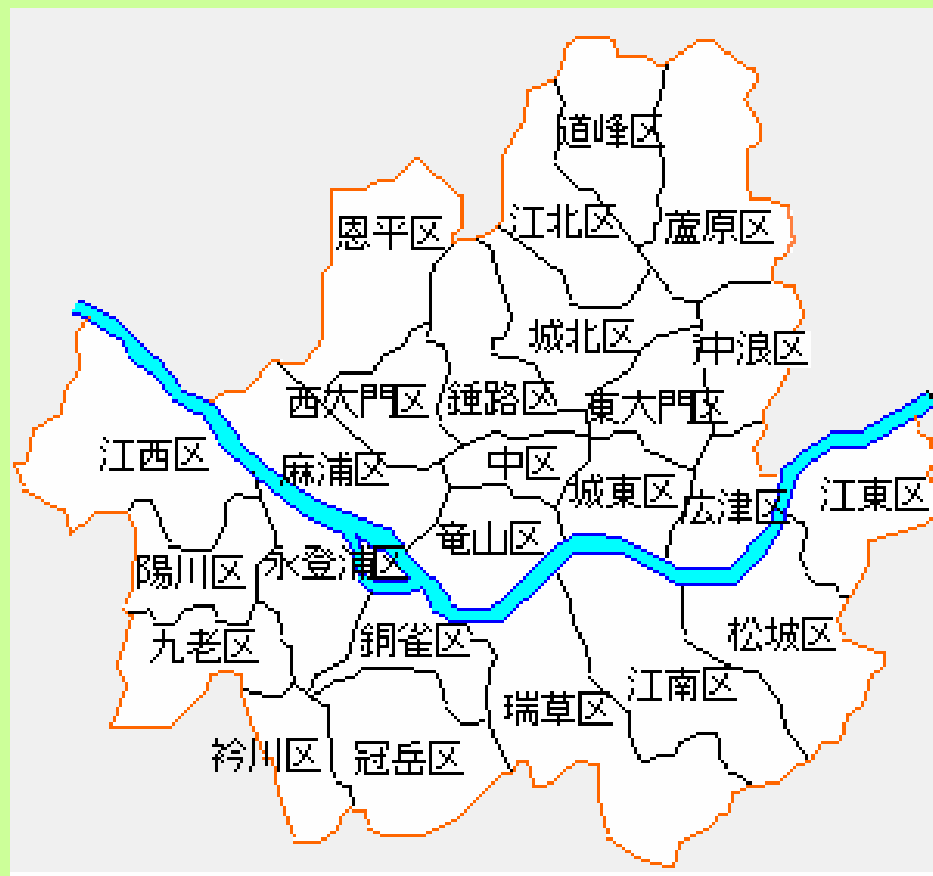 道峰区
江北区
蘆原区
恩平区
城北区
中浪区
西大門区
鍾路区
東大門区
江西区
麻浦区
中区
城東区
広津区
江東区
竜山区
陽川区
永登浦区
九老区
銅雀区
松坡区
江南区
瑞草区
衿川区
冠岳区